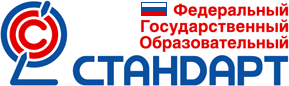 Федеральный
Государственный
Образовательный
СТАНДАРТ